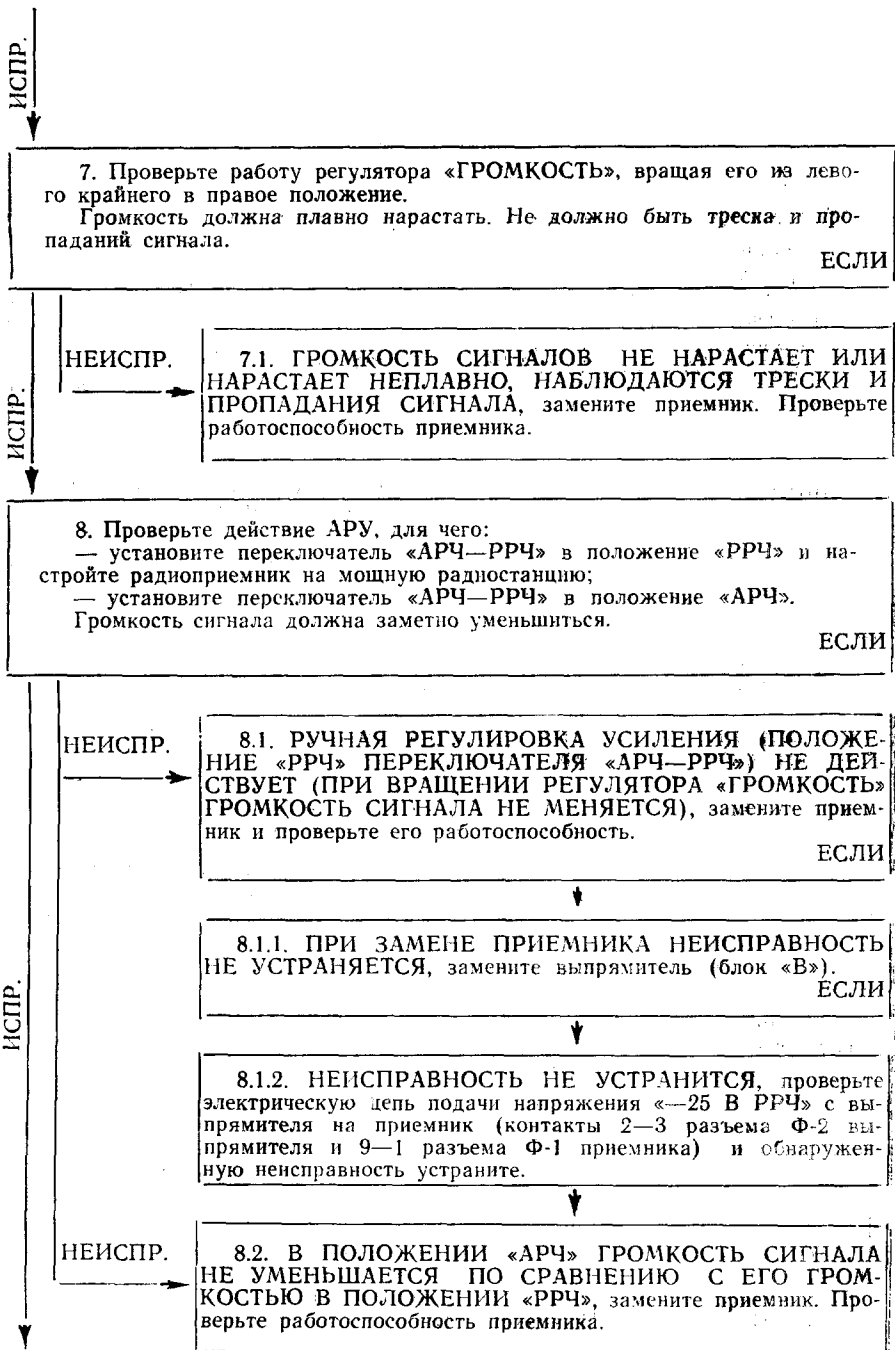 ИСПР.
7. Проверьте работу регулятора «ГРОМКОСТЬ», вращая его из лево-
го крайнего в правое положение.
Громкость должна плавно нарастать. Не должно быть треска и про-
паданий сигнала.
ЕСЛИ
ИСПР.
НЕИСПР.
7.1. ГРОМКОСТЬ СИГНАЛОВ НЕ НАРАСТАЕТ ИЛИ
НАРАСТАЕТ НЕПЛАВНО, НАБЛЮДАЮТСЯ ТРЕСКИ И
ПРОПАДАНИЯ СИГНАЛА, замените приемник. Проверьте
работоспособность приемника.
8. Проверьте действие АРУ, для чего:
— установите переключатель «АРЧ—РРЧ» в положение «РРЧ» и на-
стройте радиоприемник на мощную радиостанцию;
— установите переключатель «АРЧ—РРЧ» в положение «АРЧ».
Громкость сигнала должна заметно уменьшиться.
ЕСЛИ
ИСПР.
НЕИСПР.
8.1. РУЧНАЯ РЕГУЛИРОВКА УСИЛЕНИЯ (ПОЛОЖЕ-
НИЕ «РРЧ» ПЕРЕКЛЮЧАТЕЛЯ «АРЧ—РРЧ») НЕ ДЕЙ-
СТВУЕТ (ПРИ ВРАЩЕНИИ РЕГУЛЯТОРА «ГРОМКОСТЬ»
ГРОМКОСТЬ СИГНАЛА НЕ МЕНЯЕТСЯ), замените прием-
ник и проверьте его работоспособность.
ЕСЛИ
8.1.1. ПРИ ЗАМЕНЕ ПРИЕМНИКА НЕИСПРАВНОСТЬ
НЕ УСТРАНЯЕТСЯ, замените выпрямитель (блок «В»).
ЕСЛИ
8.1.2. НЕИСПРАВНОСТЬ НЕ УСТРАНИТСЯ, проверьте
электрическую цепь подачи напряжения «—25 В РРЧ» с вы-
прямителя на приемник (контакты 2—3 разъема Ф-2 вы-
прямителя и 9—1 разъема Ф-1 приемника) и обнаружен-
ную неисправность устраните.
НЕИСПР.
8.2. В ПОЛОЖЕНИИ «АРЧ» ГРОМКОСТЬ СИГНАЛА
НЕ УМЕНЬШАЕТСЯ ПО СРАВНЕНИЮ С ЕГО ГРОМ-
КОСТЬЮ В ПОЛОЖЕНИИ «РРЧ», замените приемник. Про-
верьте работоспособность приемника.